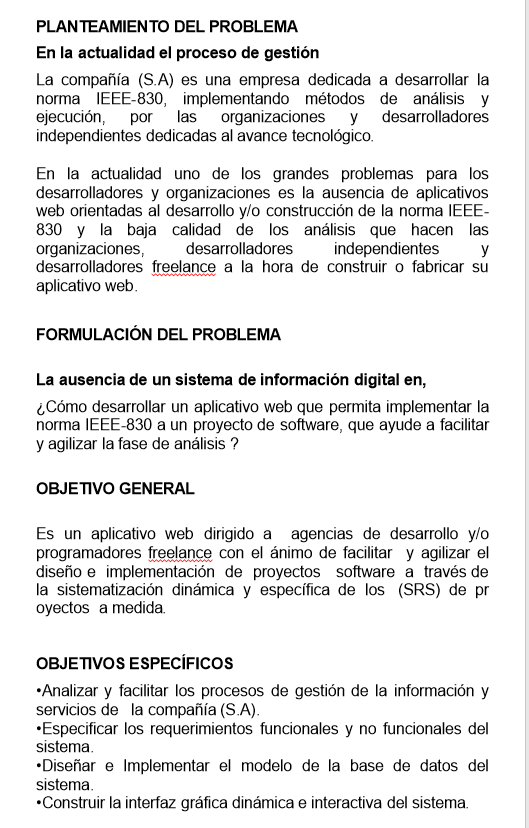 PLANTEAMIENTO DEL PROBLEMA
En la actualidad el proceso de gestión
La compañía (S.A) es una empresa dedicada a desarrollar la
norma IEEE-830, implementando métodos de análisis y
ejecución, por las organizaciones y desarrolladores
independientes dedicadas al avance tecnológico.
En la actualidad uno de los grandes problemas para los
desarrolladores y organizaciones es la ausencia de aplicativos
web orientadas al desarrollo y/o construcción de la norma IEEE-
830 y la baja calidad de los análisis que hacen las
organizaciones, desarrolladores independientes y
desarrolladores freelance a la hora de construir o fabricar su
aplicativo web.
FORMULACIÓN DEL PROBLEMA
La ausencia de un sistema de información digital en,
¿Cómo desarrollar un aplicativo web que permita implementar la
norma IEEE-830 a un proyecto de software, que ayude a facilitar
y agilizar la fase de análisis ?
OBJETIVO GENERAL
Es un aplicativo web dirigido a agencias de desarrollo y/o
programadores freelance con el ánimo de facilitar y agilizar el
diseño e implementación de proyectos software a través de
la sistematización dinámica y específica de los (SRS) de pr
oyectos a medida.
OBJETIVOS ESPECÍFICOS
•Analizar y facilitar los procesos de gestión de la información y
servicios de la compañía (S.A).
•Especificar los requerimientos funcionales y no funcionales del
sistema.
•Diseñar e Implementar el modelo de la base de datos del
sistema.
•Construir la interfaz gráfica dinámica e interactiva del sistema.